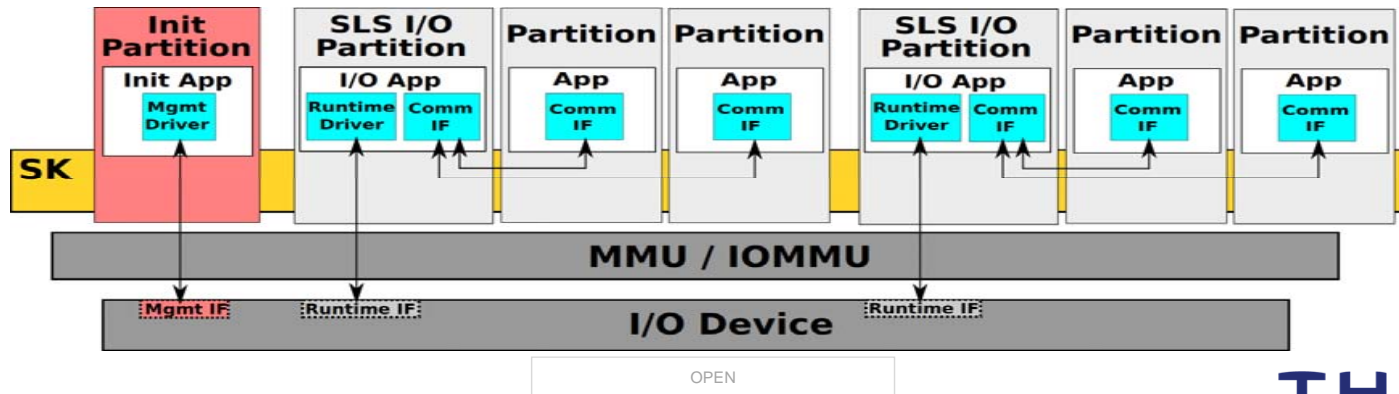 Init
Partition
Init App
Mgmt
Driver
SLS I/O
Partition
I/O App
Runtime
Driver
Comm
IF
Partition
App
Comm
IF
Partition
App
Comm
IF
SLS I/O
Partition
I/O App
Runtime
Driver
Comm
IF
Partition
App
Comm
IF
Partition
App
Comm
IF
SK
MMU / IOMMU
Mgmt IF
Runtime IF
Runtime IF
I/O Device
OPEN